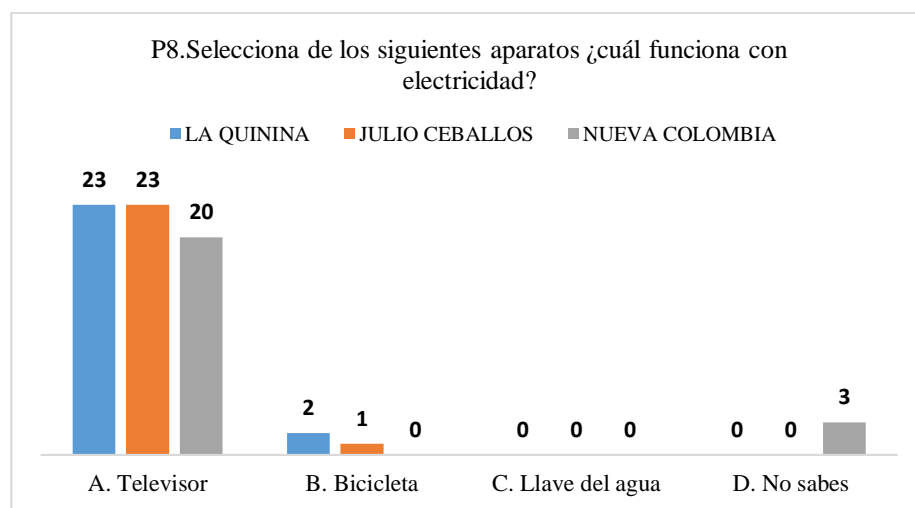 P8.Selecciona de los siguientes aparatos ¿cuál funciona con
electricidad?
LA QUININA JULIO CEBALLOS NUEVA COLOMBIA
23 23 20
2 1 0
0 0 0
0 0 3
A. Televisor B. Bicicleta C. Llave del agua D. No sabes